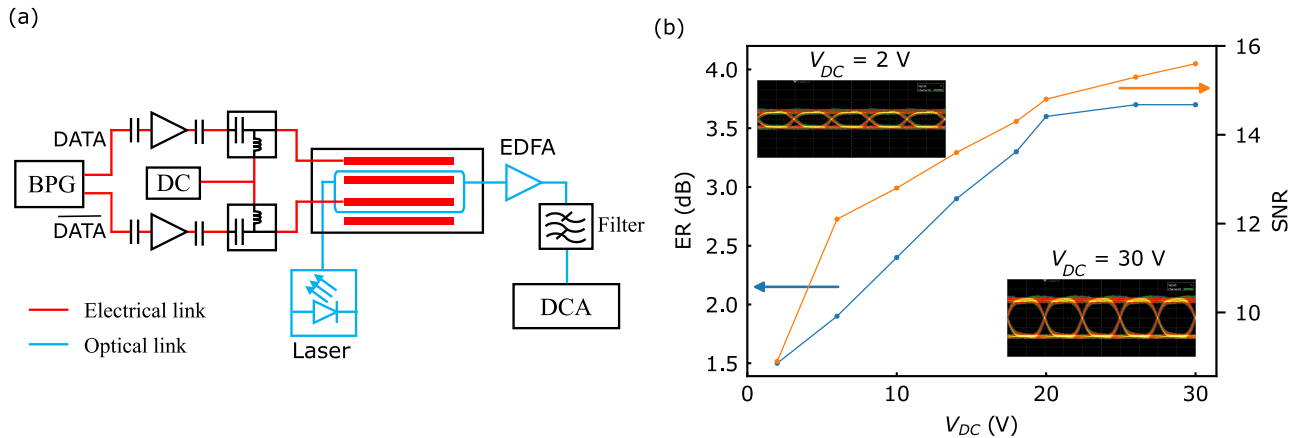 (a)
DATA
BPG
DC
DATA
EDFA
Filter
DCA
Laser
Electrical link
Optical link
(b)
V_DC = 2 V
V_DC = 30 V
ER (dB)
4.0
3.5
3.0
2.5
2.0
1.5
SNR
16
14
12
10
0
10
20
30
V_DC (V)